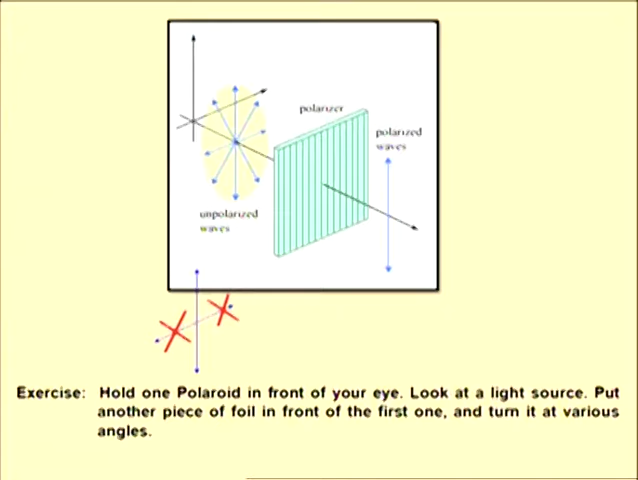 polarizer
polarized
waves
unpolarized
waves
Exercise: Hold one Polaroid in front of your eye. Look at a light source. Put
another piece of foil in front of the first one, and turn it at various
angles.